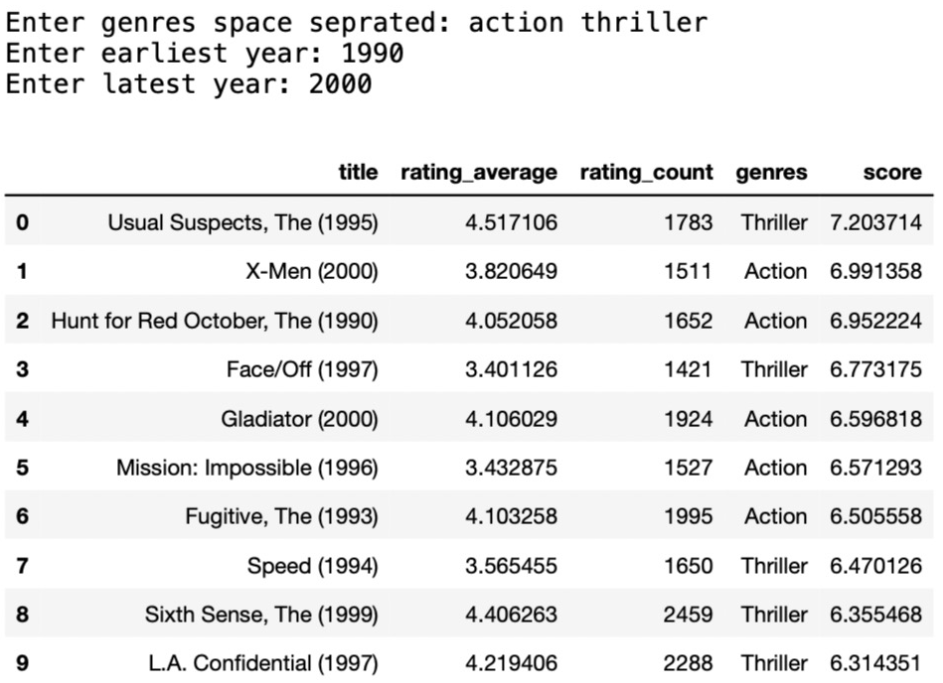 Enter genres space seprated: action thriller
Enter earliest year: 1990
Enter latest year: 2000
title rating_average rating_count genres score
0 Usual Suspects, The (1995) 4.517106 1783 Thriller 7.203714
1 X-Men (2000) 3.820649 1511 Action 6.991358
2 Hunt for Red October, The (1990) 4.052058 1652 Action 6.952224
3 Face/Off (1997) 3.401126 1421 Thriller 6.773175
4 Gladiator (2000) 4.106029 1924 Action 6.596818
5 Mission: Impossible (1996) 3.432875 1527 Action 6.571293
6 Fugitive, The (1993) 4.103258 1995 Action 6.505558
7 Speed (1994) 3.565455 1650 Thriller 6.470126
8 Sixth Sense, The (1999) 4.406263 2459 Thriller 6.355468
9 L.A. Confidential (1997) 4.219406 2288 Thriller 6.314351